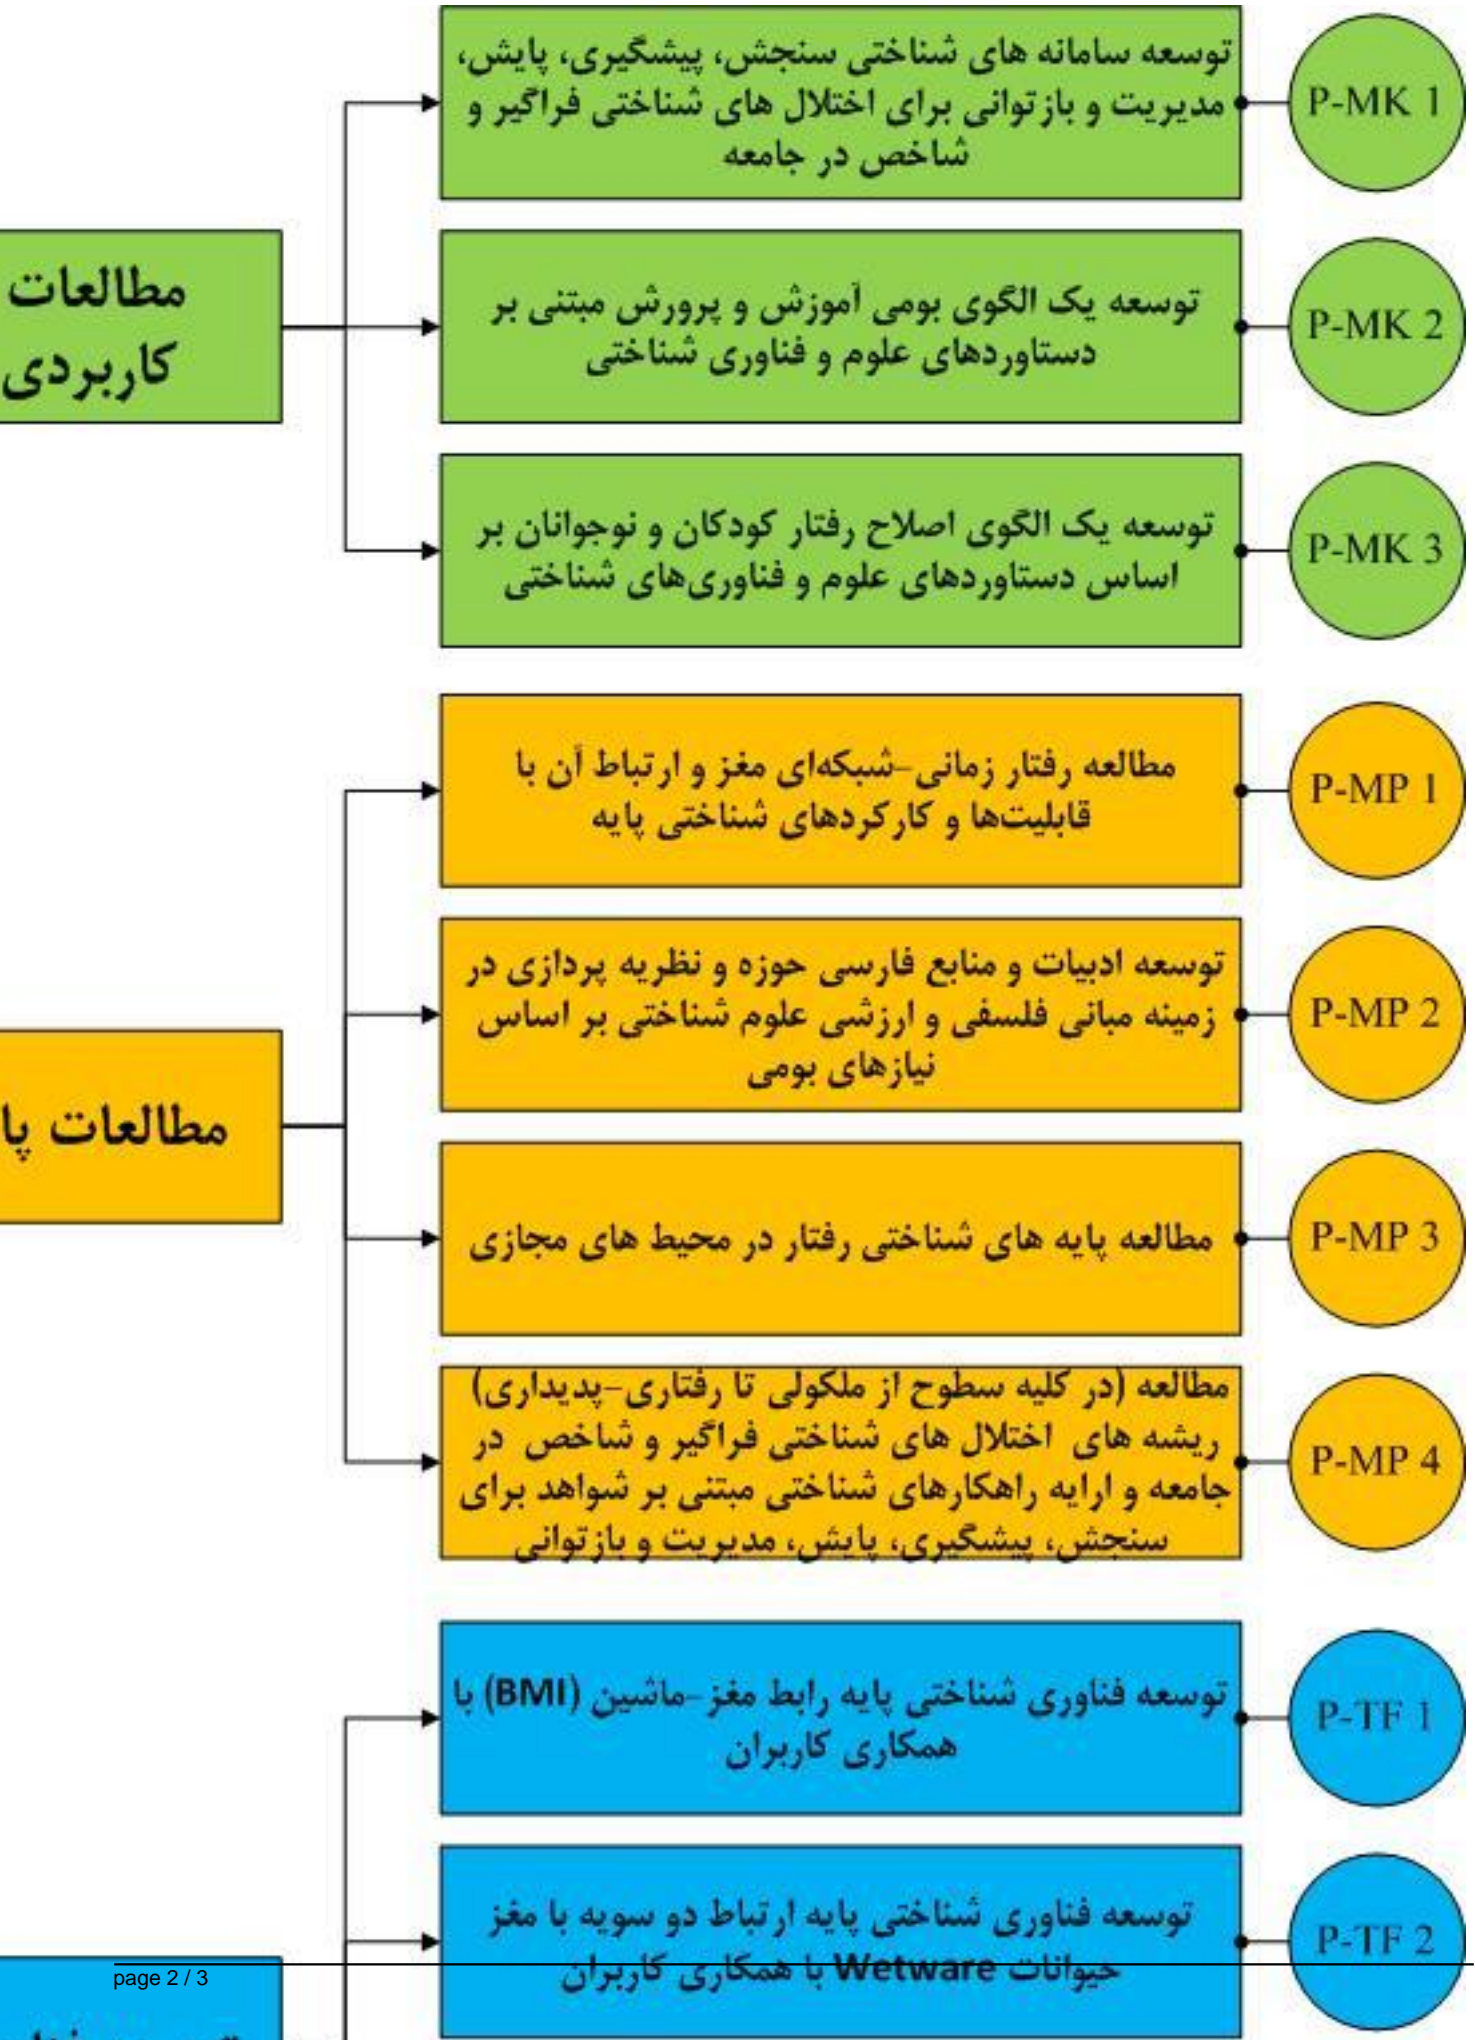 توسعه سامانه های شناختی سنجش، پیشگیری، پایش،
مدیریت و بازتوانی برای اختلال های شناختی فراگیر و
شاخص در جامعه
P-MK 1
مطالعات
کاربردی
توسعه یک الگوی بومی آموزش و پرورش مبتنی بر
دستاوردهای علوم و فناوری شناختی
P-MK 2
توسعه یک الگوی اصلاح رفتار کودکان و نوجوانان بر
اساس دستاوردهای علوم و فناوری‌های شناختی
P-MK 3
مطالعه رفتار زمانی-شبکه‌ای مغز و ارتباط آن با
قابلیت‌ها و کارکردهای شناختی پایه
P-MP 1
توسعه ادبیات و منابع فارسی حوزه و نظریه پردازی در
زمینه مبانی فلسفی و ارزشی علوم شناختی بر اساس
نیازهای بومی
P-MP 2
مطالعات پا
مطالعه پایه های شناختی رفتار در محیط های مجازی
P-MP 3
مطالعه (در کلیه سطوح از ملکولی تا رفتاری-پدیداری)
ریشه های اختلال های شناختی فراگیر و شاخص در
جامعه و ارایه راهکارهای شناختی مبتنی بر شواهد برای
سنجش، پیشگیری، پایش، مدیریت و بازتوانی
P-MP 4
توسعه فناوری شناختی پایه رابط مغز-ماشین (BMI) با
همکاری کاربران
P-TF 1
توسعه فناوری شناختی پایه ارتباط دو سویه با مغز
حیوانات Wetware با همکاری کاربران
P-TF 2
page 2 / 3